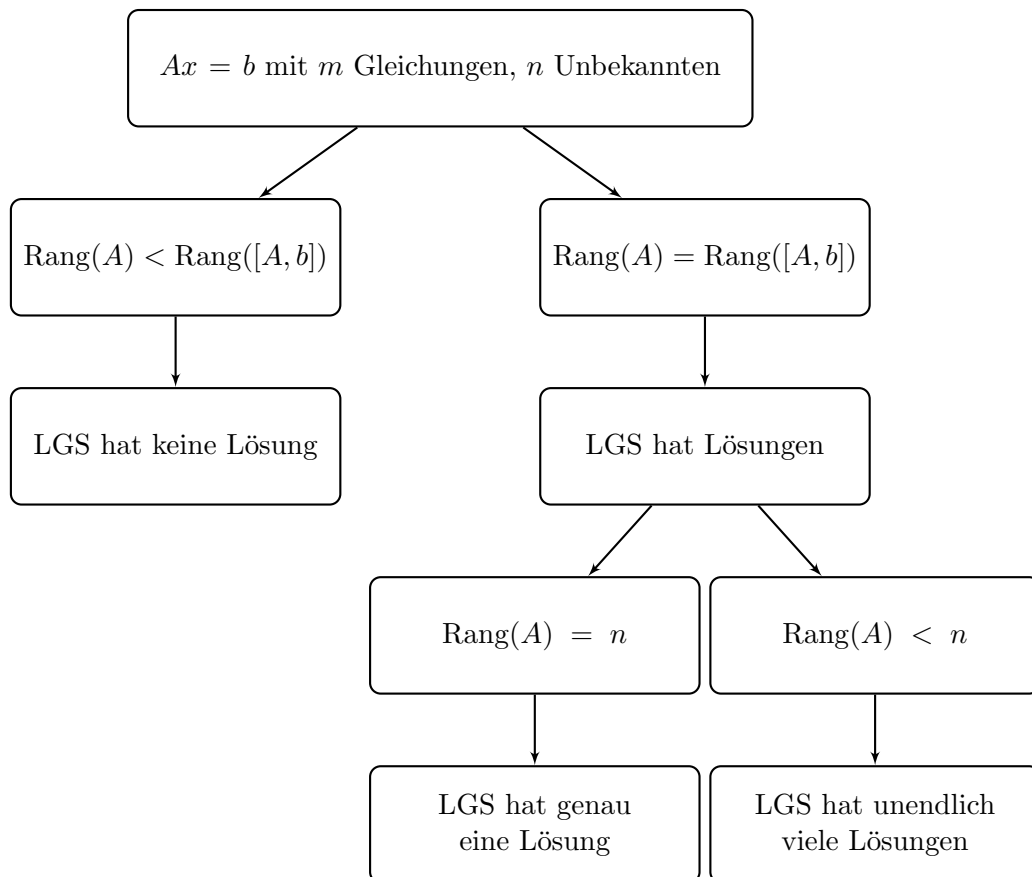 Ax = b mit m Gleichungen, n Unbekannten
Rang(A) < Rang([A, b])
Rang(A) = Rang([A, b])
LGS hat keine Lösung
LGS hat Lösungen
Rang(A) = n
Rang(A) < n
LGS hat genau
eine Lösung
LGS hat unendlich
viele Lösungen